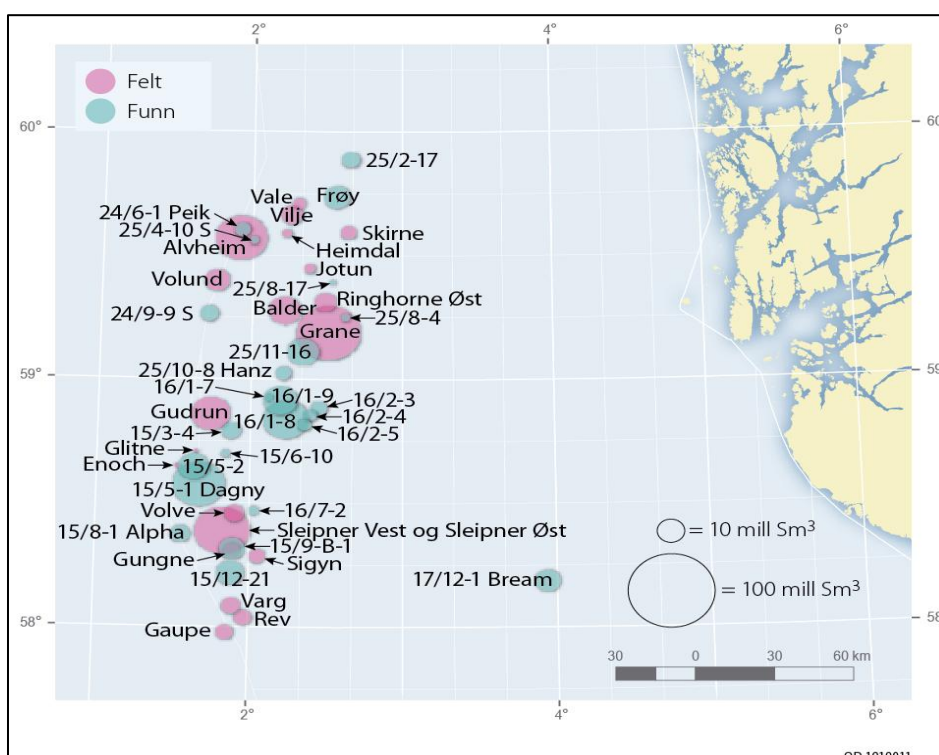 2°
4°
6°
Felt
Funn
60°
60
25/2-17
Vale
Frøy
Vilje
24/6-1 Peik
25/4-10 S
Alvheim
Skirne
Heimdal
Jotun
Volund
25/8-17
Ringhorne Øst
Balder
24/9-9 S
25/8-4
Grane
25/11-16
59°
59
25/10-8 Hanz
16/1-7
16/1-9
16/2-3
Gudrun
16/1-8
16/2-4
15/3-4
16/2-5
Glitne
15/6-10
Enoch
15/5-2
15/5-1 Dagny
Volve
16/7-2
15/8-1 Alpha
Sleipner Vest og Sleipner Øst
15/9-B-1
Gungne
Sigyn
15/12-21
17/12-1 Bream
= 10 mill Sm³
= 100 mill Sm³
Varg
Rev
Gaupe
58°
58
30 0 30 60 km
2°
4°
6°